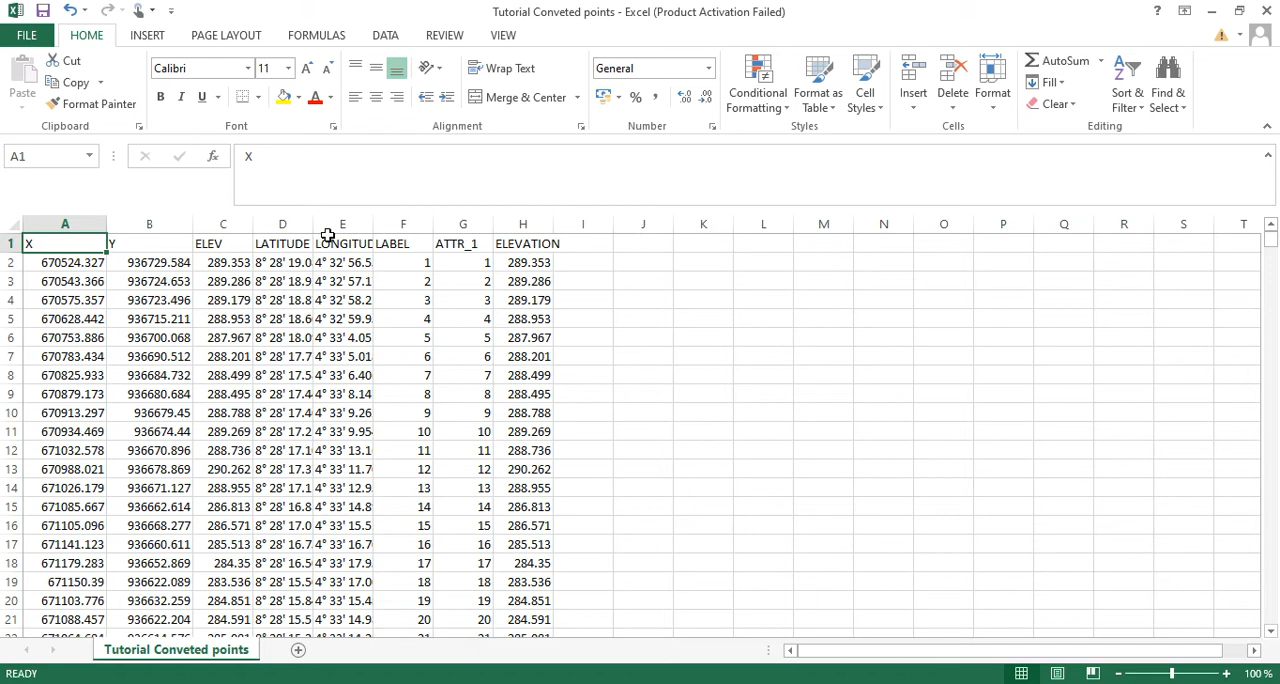 Tutorial Conveted points - Excel (Product Activation Failed)
FILE HOME INSERT PAGE LAYOUT FORMULAS DATA REVIEW VIEW
Paste Cut Copy Format Painter
Calibri 11 B I U A
Wrap Text Merge & Center
General %
Conditional Formatting Format as Table Cell Styles
Insert Delete Format
AutoSum Fill Clear Sort & Filter Find & Select
Clipboard Font Alignment Number Styles Cells Editing
A1 fx X
A B C D E F G H I J K L M N O P Q R S T
1 X Y ELEV LATITUDE LONGITUD LABEL ATTR_1 ELEVATION
2 670524.327 936729.584 289.353 8° 28' 19.0 4° 32' 56.5 1 1 289.353
3 670543.366 936724.653 289.286 8° 28' 18.9 4° 32' 57.1 2 2 289.286
4 670575.357 936723.496 289.179 8° 28' 18.8 4° 32' 58.2 3 3 289.179
5 670628.442 936715.211 288.953 8° 28' 18.6 4° 32' 59.9 4 4 288.953
6 670753.886 936700.068 287.967 8° 28' 18.0 4° 33' 4.05 5 5 287.967
7 670783.434 936690.512 288.201 8° 28' 17.7 4° 33' 5.01 6 6 288.201
8 670825.933 936684.732 288.499 8° 28' 17.5 4° 33' 6.40 7 7 288.499
9 670879.173 936680.684 288.495 8° 28' 17.4 4° 33' 8.14 8 8 288.495
10 670913.297 936679.45 288.788 8° 28' 17.4 4° 33' 9.26 9 9 288.788
11 670934.469 936674.44 289.269 8° 28' 17.2 4° 33' 9.95 10 10 289.269
12 671032.578 936670.896 288.736 8° 28' 17.1 4° 33' 13.1 11 11 288.736
13 670988.021 936678.869 290.262 8° 28' 17.3 4° 33' 11.7 12 12 290.262
14 671026.179 936671.127 288.955 8° 28' 17.1 4° 33' 12.9 13 13 288.955
15 671085.667 936662.614 286.813 8° 28' 16.8 4° 33' 14.8 14 14 286.813
16 671105.096 936668.277 286.571 8° 28' 17.0 4° 33' 15.5 15 15 286.571
17 671141.123 936660.611 285.513 8° 28' 16.7 4° 33' 16.7 16 16 285.513
18 671179.283 936652.869 284.35 8° 28' 16.5 4° 33' 17.9 17 17 284.35
19 671150.39 936622.089 283.536 8° 28' 15.5 4° 33' 17.0 18 18 283.536
20 671103.776 936632.259 284.851 8° 28' 15.8 4° 33' 15.4 19 19 284.851
21 671088.457 936622.204 284.591 8° 28' 15.5 4° 33' 14.9 20 20 284.591
Tutorial Conveted points
READY 100 %